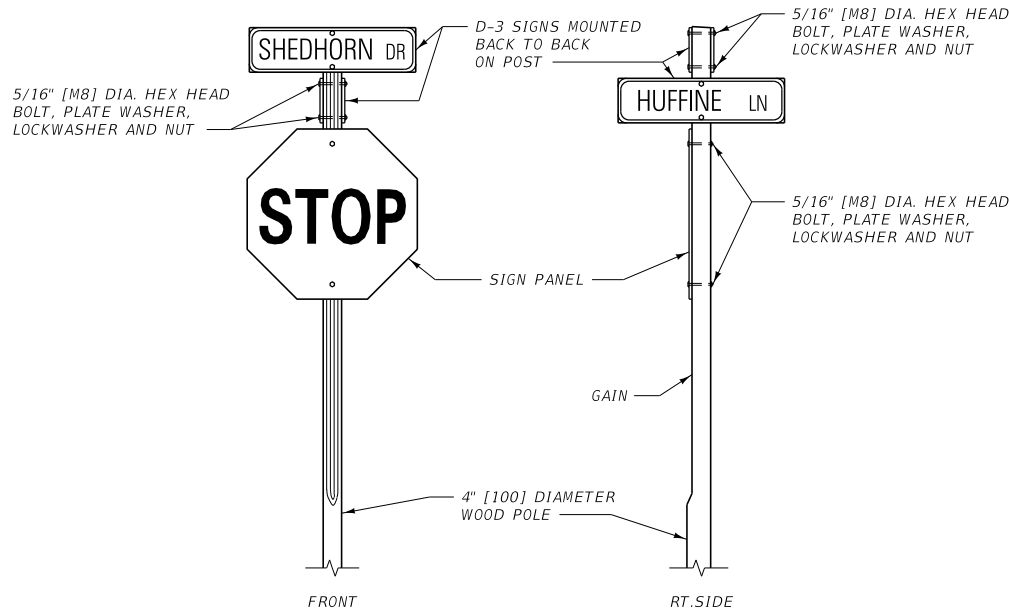 SHEDHORN DR
D-3 SIGNS MOUNTED
BACK TO BACK
ON POST
5/16" [M8] DIA. HEX HEAD
BOLT, PLATE WASHER,
LOCKWASHER AND NUT
5/16" [M8] DIA. HEX HEAD
BOLT, PLATE WASHER,
LOCKWASHER AND NUT
HUFFINE LN
STOP
5/16" [M8] DIA. HEX HEAD
BOLT, PLATE WASHER,
LOCKWASHER AND NUT
SIGN PANEL
GAIN
4" [100] DIAMETER
WOOD POLE
FRONT
RT.SIDE